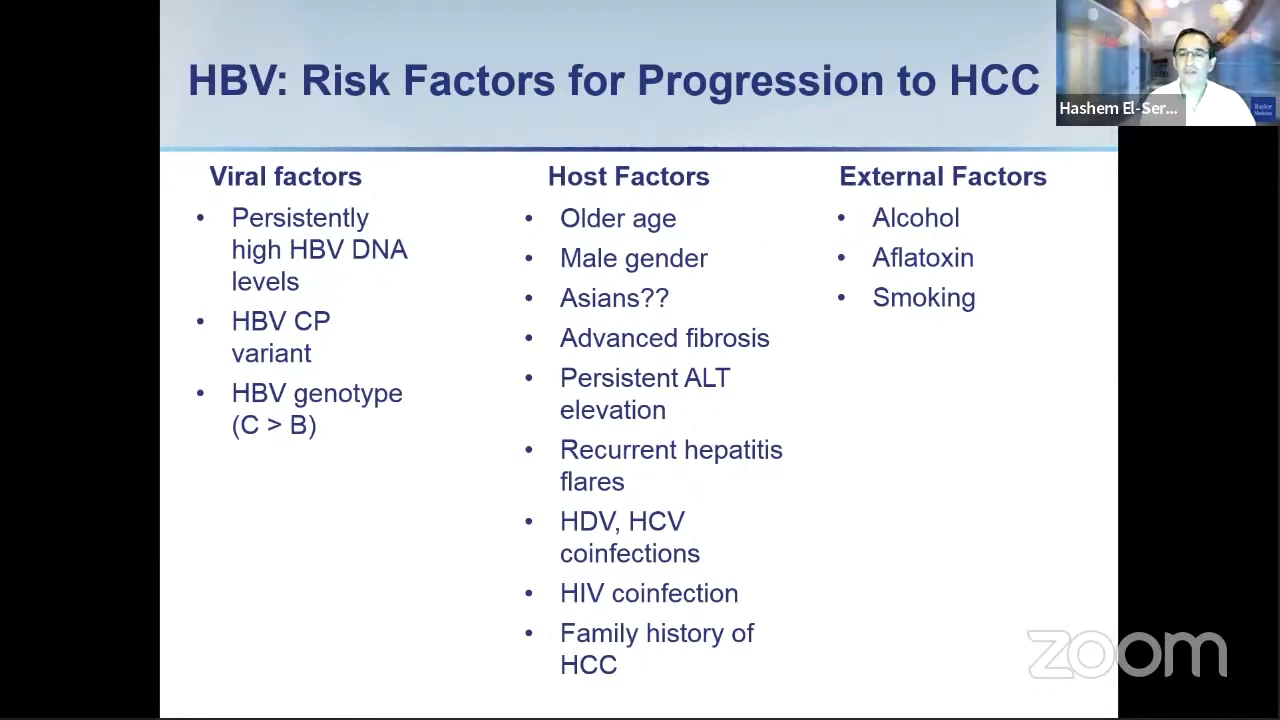 HBV: Risk Factors for Progression to HCC
Hashem El-Ser...
Baylor
Medicine
Viral factors
• Persistently
high HBV DNA
levels
• HBV CP
variant
• HBV genotype
(C > B)
Host Factors
• Older age
• Male gender
• Asians??
• Advanced fibrosis
• Persistent ALT
elevation
• Recurrent hepatitis
flares
• HDV, HCV
coinfections
• HIV coinfection
• Family history of
HCC
External Factors
• Alcohol
• Aflatoxin
• Smoking
zoom